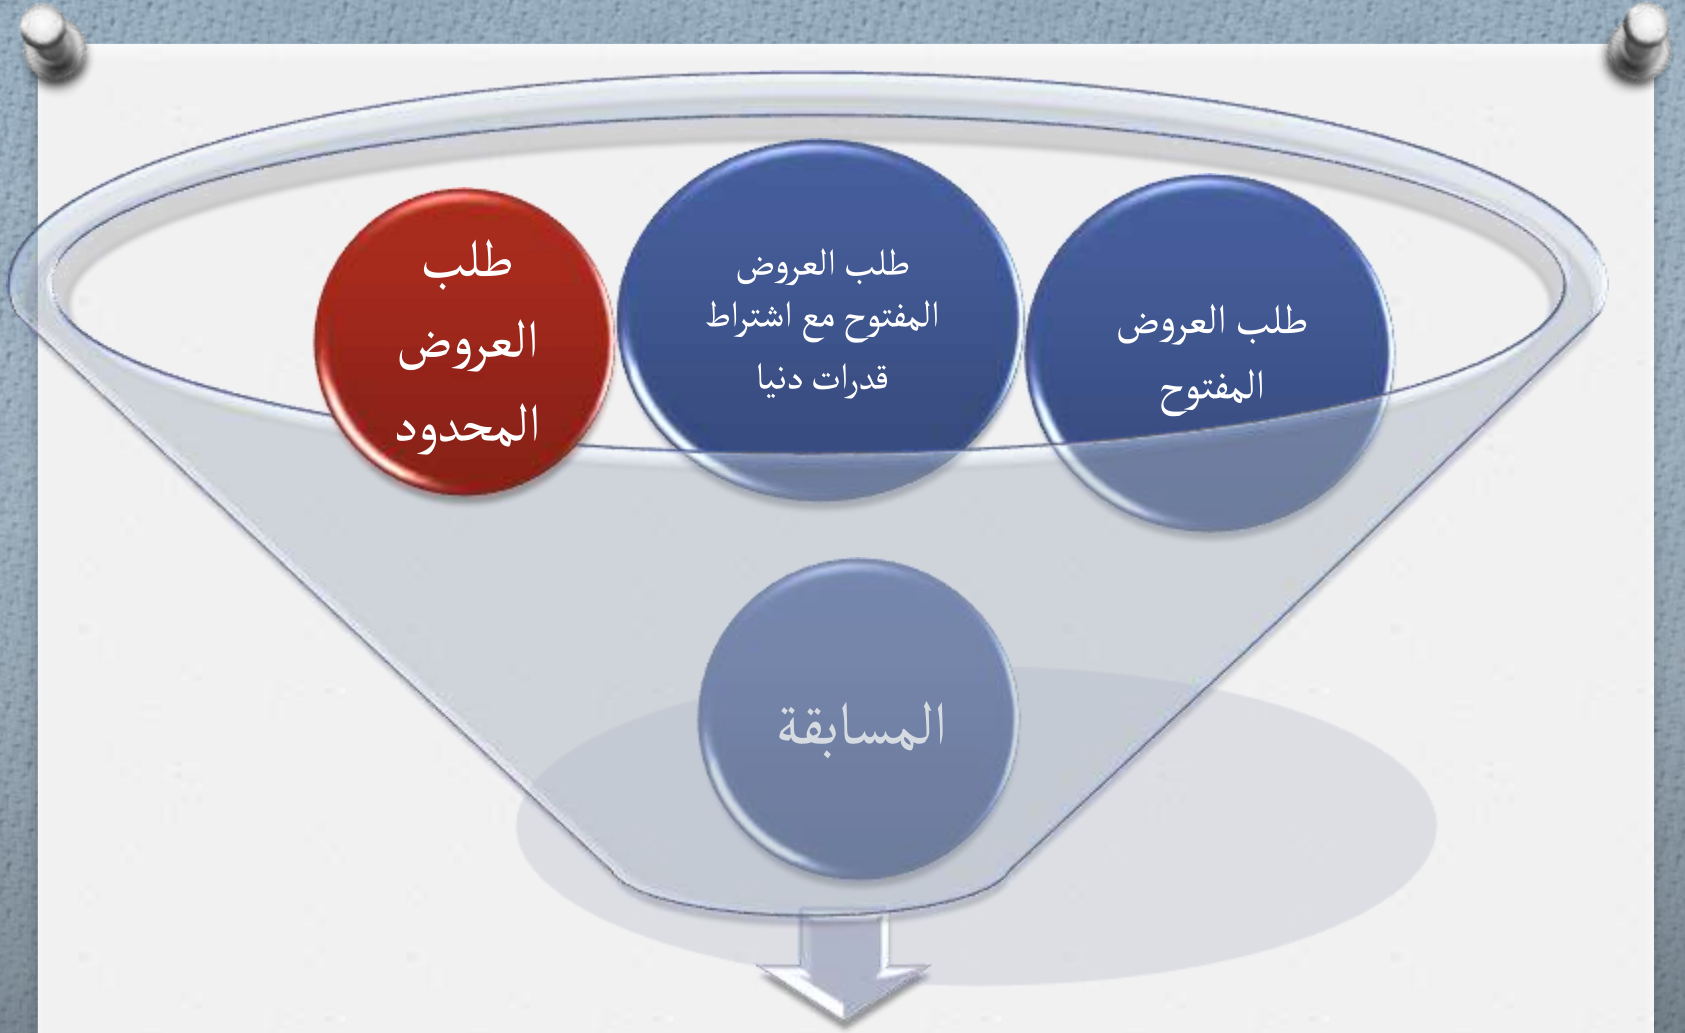 طلب العروض
المفتوح
طلب العروض
المفتوح مع اشتراط
قدرات دنيا
طلب
العروض
المحدود
المسابقة